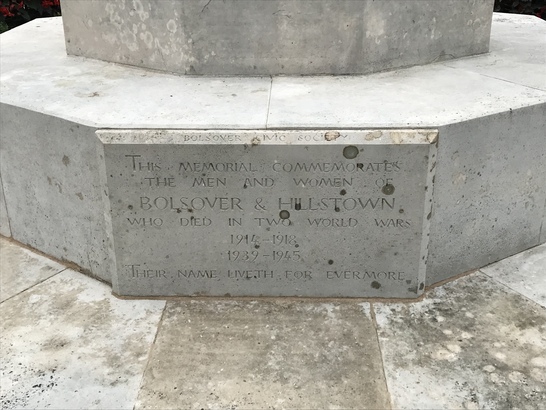 BOLSOVER CIVIC SOCIETY
THIS MEMORIAL COMMEMORATES
THE MEN AND WOMEN OF
BOLSOVER & HILLSTOWN
WHO DIED IN TWO WORLD WARS
1914-1918
1939-1945
THEIR NAME LIVETH FOR EVERMORE